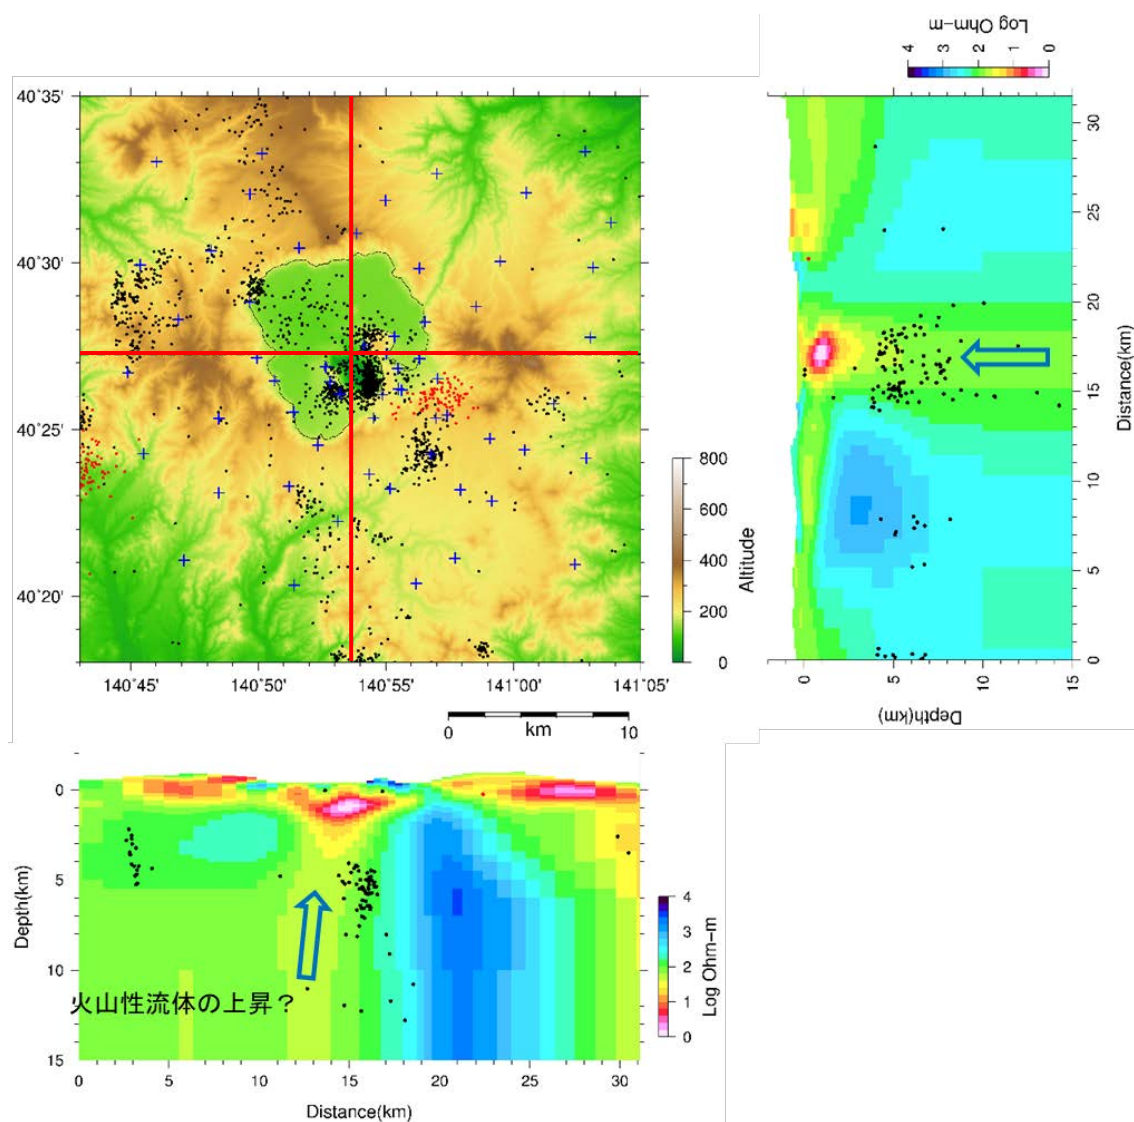 Log Ohm-m
4 3 2 1 0
40°35'
40°30'
40°25'
40°20'
140°45' 140°50' 140°55' 141°00' 141°05'
800
600
400
200
0
Altitude
0 km 10
30
25
20
15
10
5
0
Distance(km)
0 5 10 15
Depth(km)
0
5
10
15
Depth(km)
火山性流体の上昇?
0 5 10 15 20 25 30
Distance(km)
4
3
2
1
0
Log Ohm-m